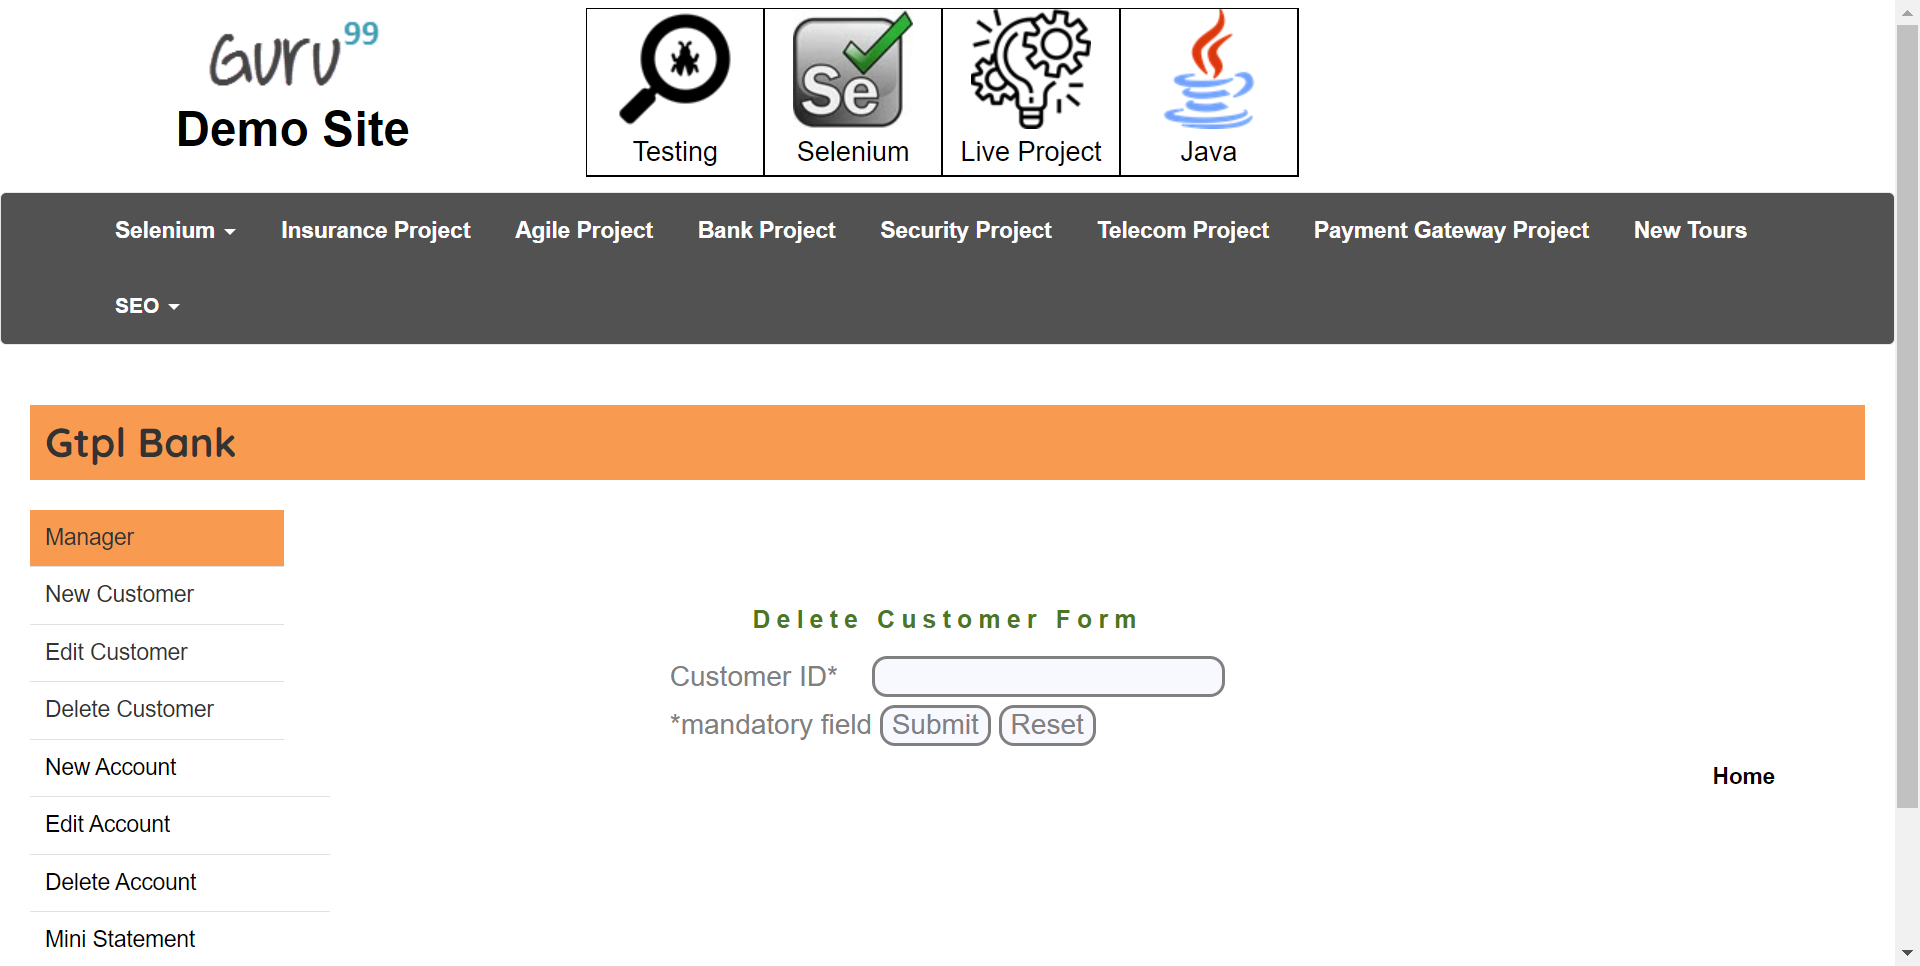 Guru99
Demo Site
Se
Testing
Selenium
Live Project
Java
Selenium
Insurance Project
Agile Project
Bank Project
Security Project
Telecom Project
Payment Gateway Project
New Tours
SEO
Gtpl Bank
Manager
New Customer
Edit Customer
Delete Customer
New Account
Edit Account
Delete Account
Mini Statement
Delete Customer Form
Customer ID*
*mandatory field Submit Reset
Home